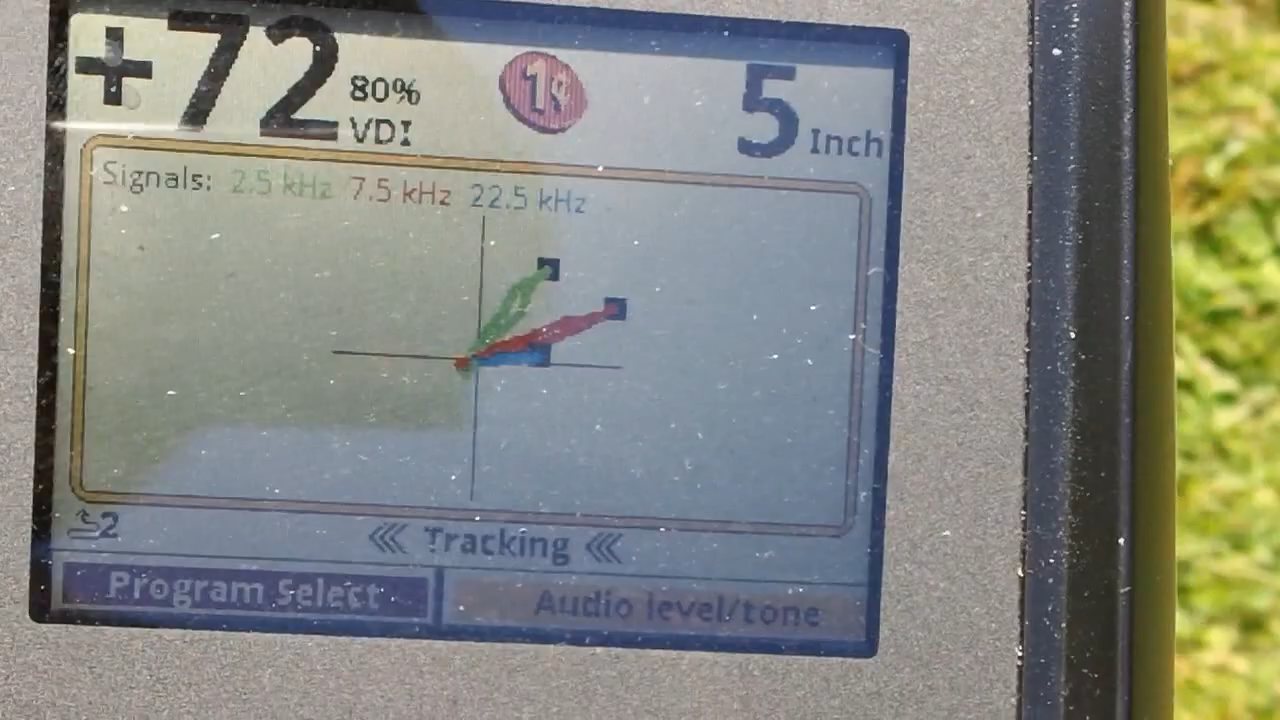 +72 80% VDI 1¢ 5 Inch
Signals: 2.5 kHz 7.5 kHz 22.5 kHz
2 Tracking
Program Select Audio level/tone